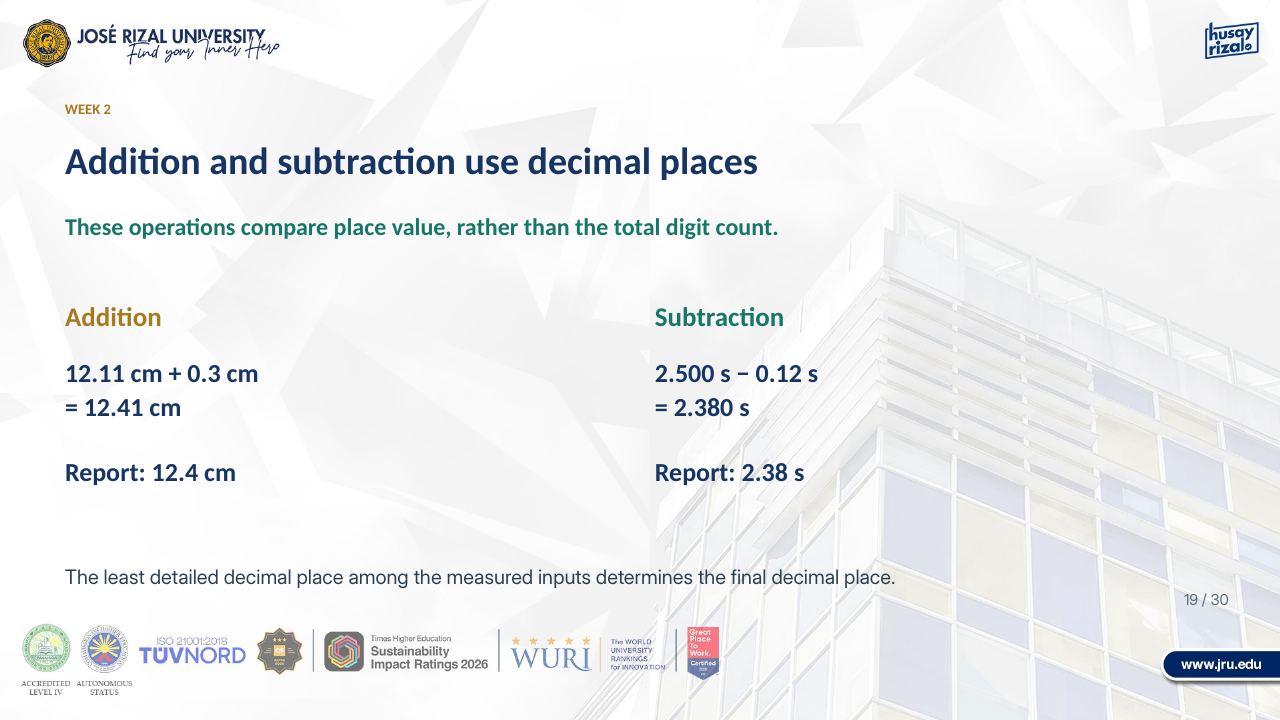 JOSÉ RIZAL UNIVERSITY
Find your Inner Hero
husay
rizal
WEEK 2
Addition and subtraction use decimal places
These operations compare place value, rather than the total digit count.
Addition
12.11 cm + 0.3 cm
= 12.41 cm
Report: 12.4 cm
Subtraction
2.500 s − 0.12 s
= 2.380 s
Report: 2.38 s
The least detailed decimal place among the measured inputs determines the final decimal place.
19 / 30
ACCREDITED
LEVEL IV
AUTONOMOUS
STATUS
ISO 21001:2018
TÜVNORD
Times Higher Education
Sustainability
Impact Ratings 2026
WURI
The WORLD
UNIVERSITY
RANKINGS
for INNOVATION
Great
Place
To
Work.
Certified
www.jru.edu